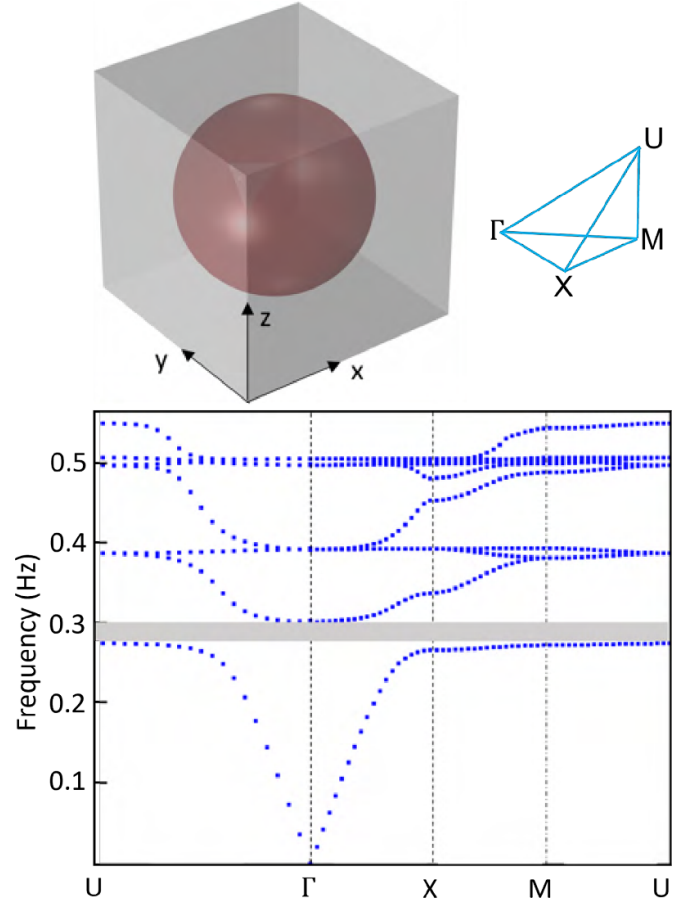 U
Γ
M
X
z
y
x
0.5
0.4
0.3
0.2
0.1
Frequency (Hz)
U Γ X M U